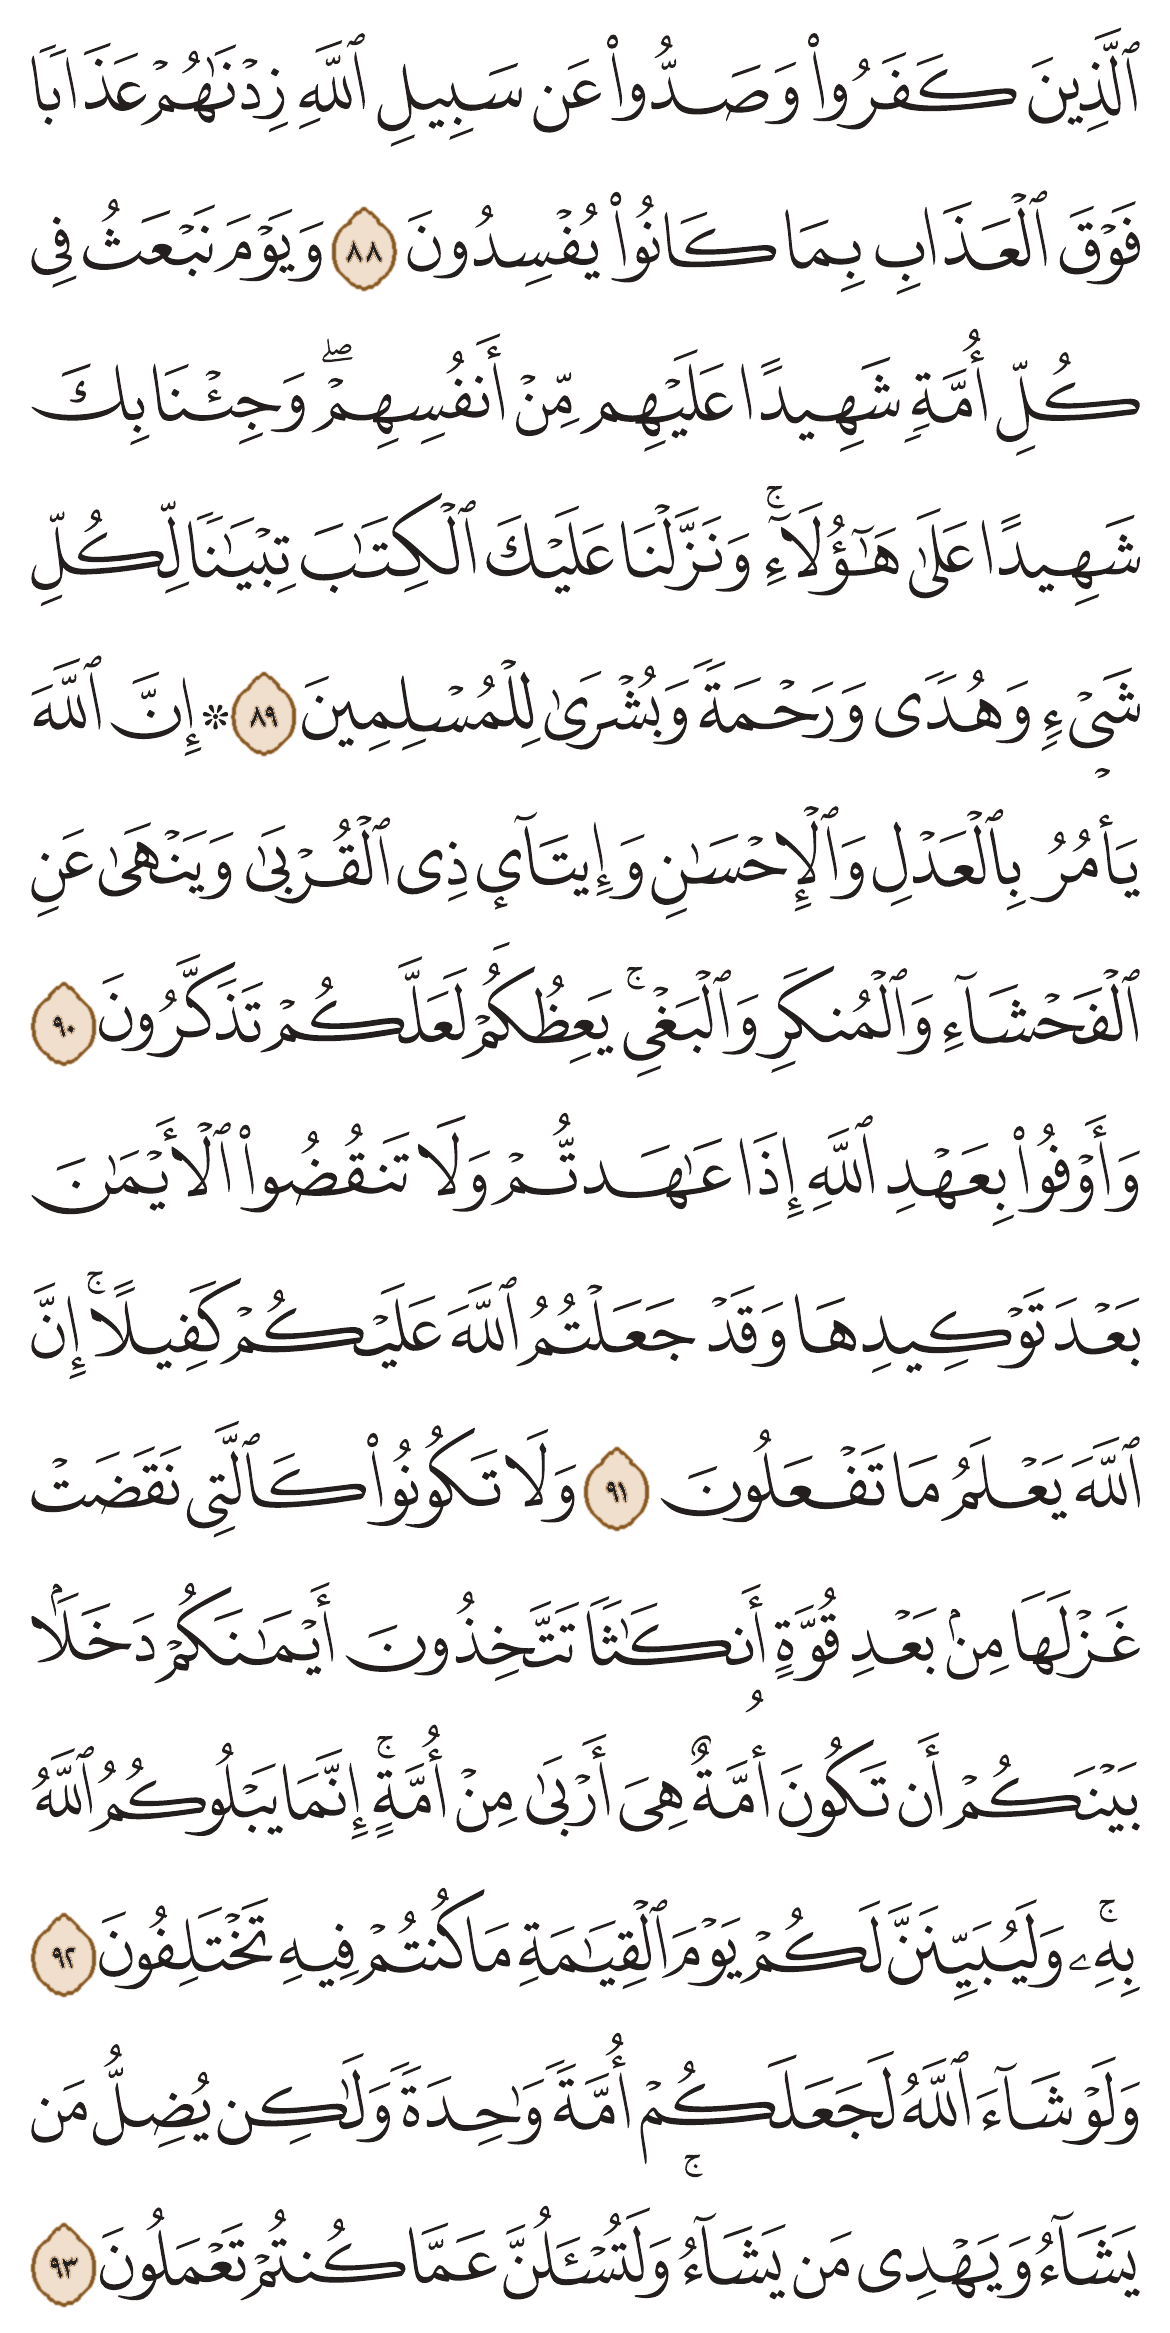 ٱلَّذِينَ كَفَرُوا۟ وَصَدُّوا۟ عَن سَبِيلِ ٱللَّهِ زِدْنَـٰهُمْ عَذَابًا
فَوْقَ ٱلْعَذَابِ بِمَا كَانُوا۟ يُفْسِدُونَ ٨٨ وَيَوْمَ نَبْعَثُ فِى
كُلِّ أُمَّةٍ شَهِيدًا عَلَيْهِم مِّنْ أَنفُسِهِمْ ۖ وَجِئْنَا بِكَ
شَهِيدًا عَلَىٰ هَـٰٓؤُلَآءِ ۚ وَنَزَّلْنَا عَلَيْكَ ٱلْكِتَـٰبَ تِبْيَـٰنًا لِّكُلِّ
شَىْءٍ وَهُدًى وَرَحْمَةً وَبُشْرَىٰ لِلْمُسْلِمِينَ ٨٩ * إِنَّ ٱللَّهَ
يَأْمُرُ بِٱلْعَدْلِ وَٱلْإِحْسَـٰنِ وَإِيتَآئِ ذِى ٱلْقُرْبَىٰ وَيَنْهَىٰ عَنِ
ٱلْفَحْشَآءِ وَٱلْمُنكَرِ وَٱلْبَغْىِ ۚ يَعِظُكُمْ لَعَلَّكُمْ تَذَكَّرُونَ ٩٠
وَأَوْفُوا۟ بِعَهْدِ ٱللَّهِ إِذَا عَـٰهَدتُّمْ وَلَا تَنقُضُوا۟ ٱلْأَيْمَـٰنَ
بَعْدَ تَوْكِيدِهَا وَقَدْ جَعَلْتُمُ ٱللَّهَ عَلَيْكُمْ كَفِيلًا ۚ إِنَّ
ٱللَّهَ يَعْلَمُ مَا تَفْعَلُونَ ٩١ وَلَا تَكُونُوا۟ كَٱلَّتِى نَقَضَتْ
غَزْلَهَا مِنۢ بَعْدِ قُوَّةٍ أَنكَـٰثًا تَتَّخِذُونَ أَيْمَـٰنَكُمْ دَخَلًۢا
بَيْنَكُمْ أَن تَكُونَ أُمَّةٌ هِىَ أَرْبَىٰ مِنْ أُمَّةٍ ۚ إِنَّمَا يَبْلُوكُمُ ٱللَّهُ
بِهِۦ ۚ وَلَيُبَيِّنَنَّ لَكُمْ يَوْمَ ٱلْقِيَـٰمَةِ مَا كُنتُمْ فِيهِ تَخْتَلِفُونَ ٩٢
وَلَوْ شَآءَ ٱللَّهُ لَجَعَلَكُمْ أُمَّةً وَٰحِدَةً وَلَـٰكِن يُضِلُّ مَن
يَشَآءُ وَيَهْدِى مَن يَشَآءُ ۚ وَلَتُسْـَٔلُنَّ عَمَّا كُنتُمْ تَعْمَلُونَ ٩٣